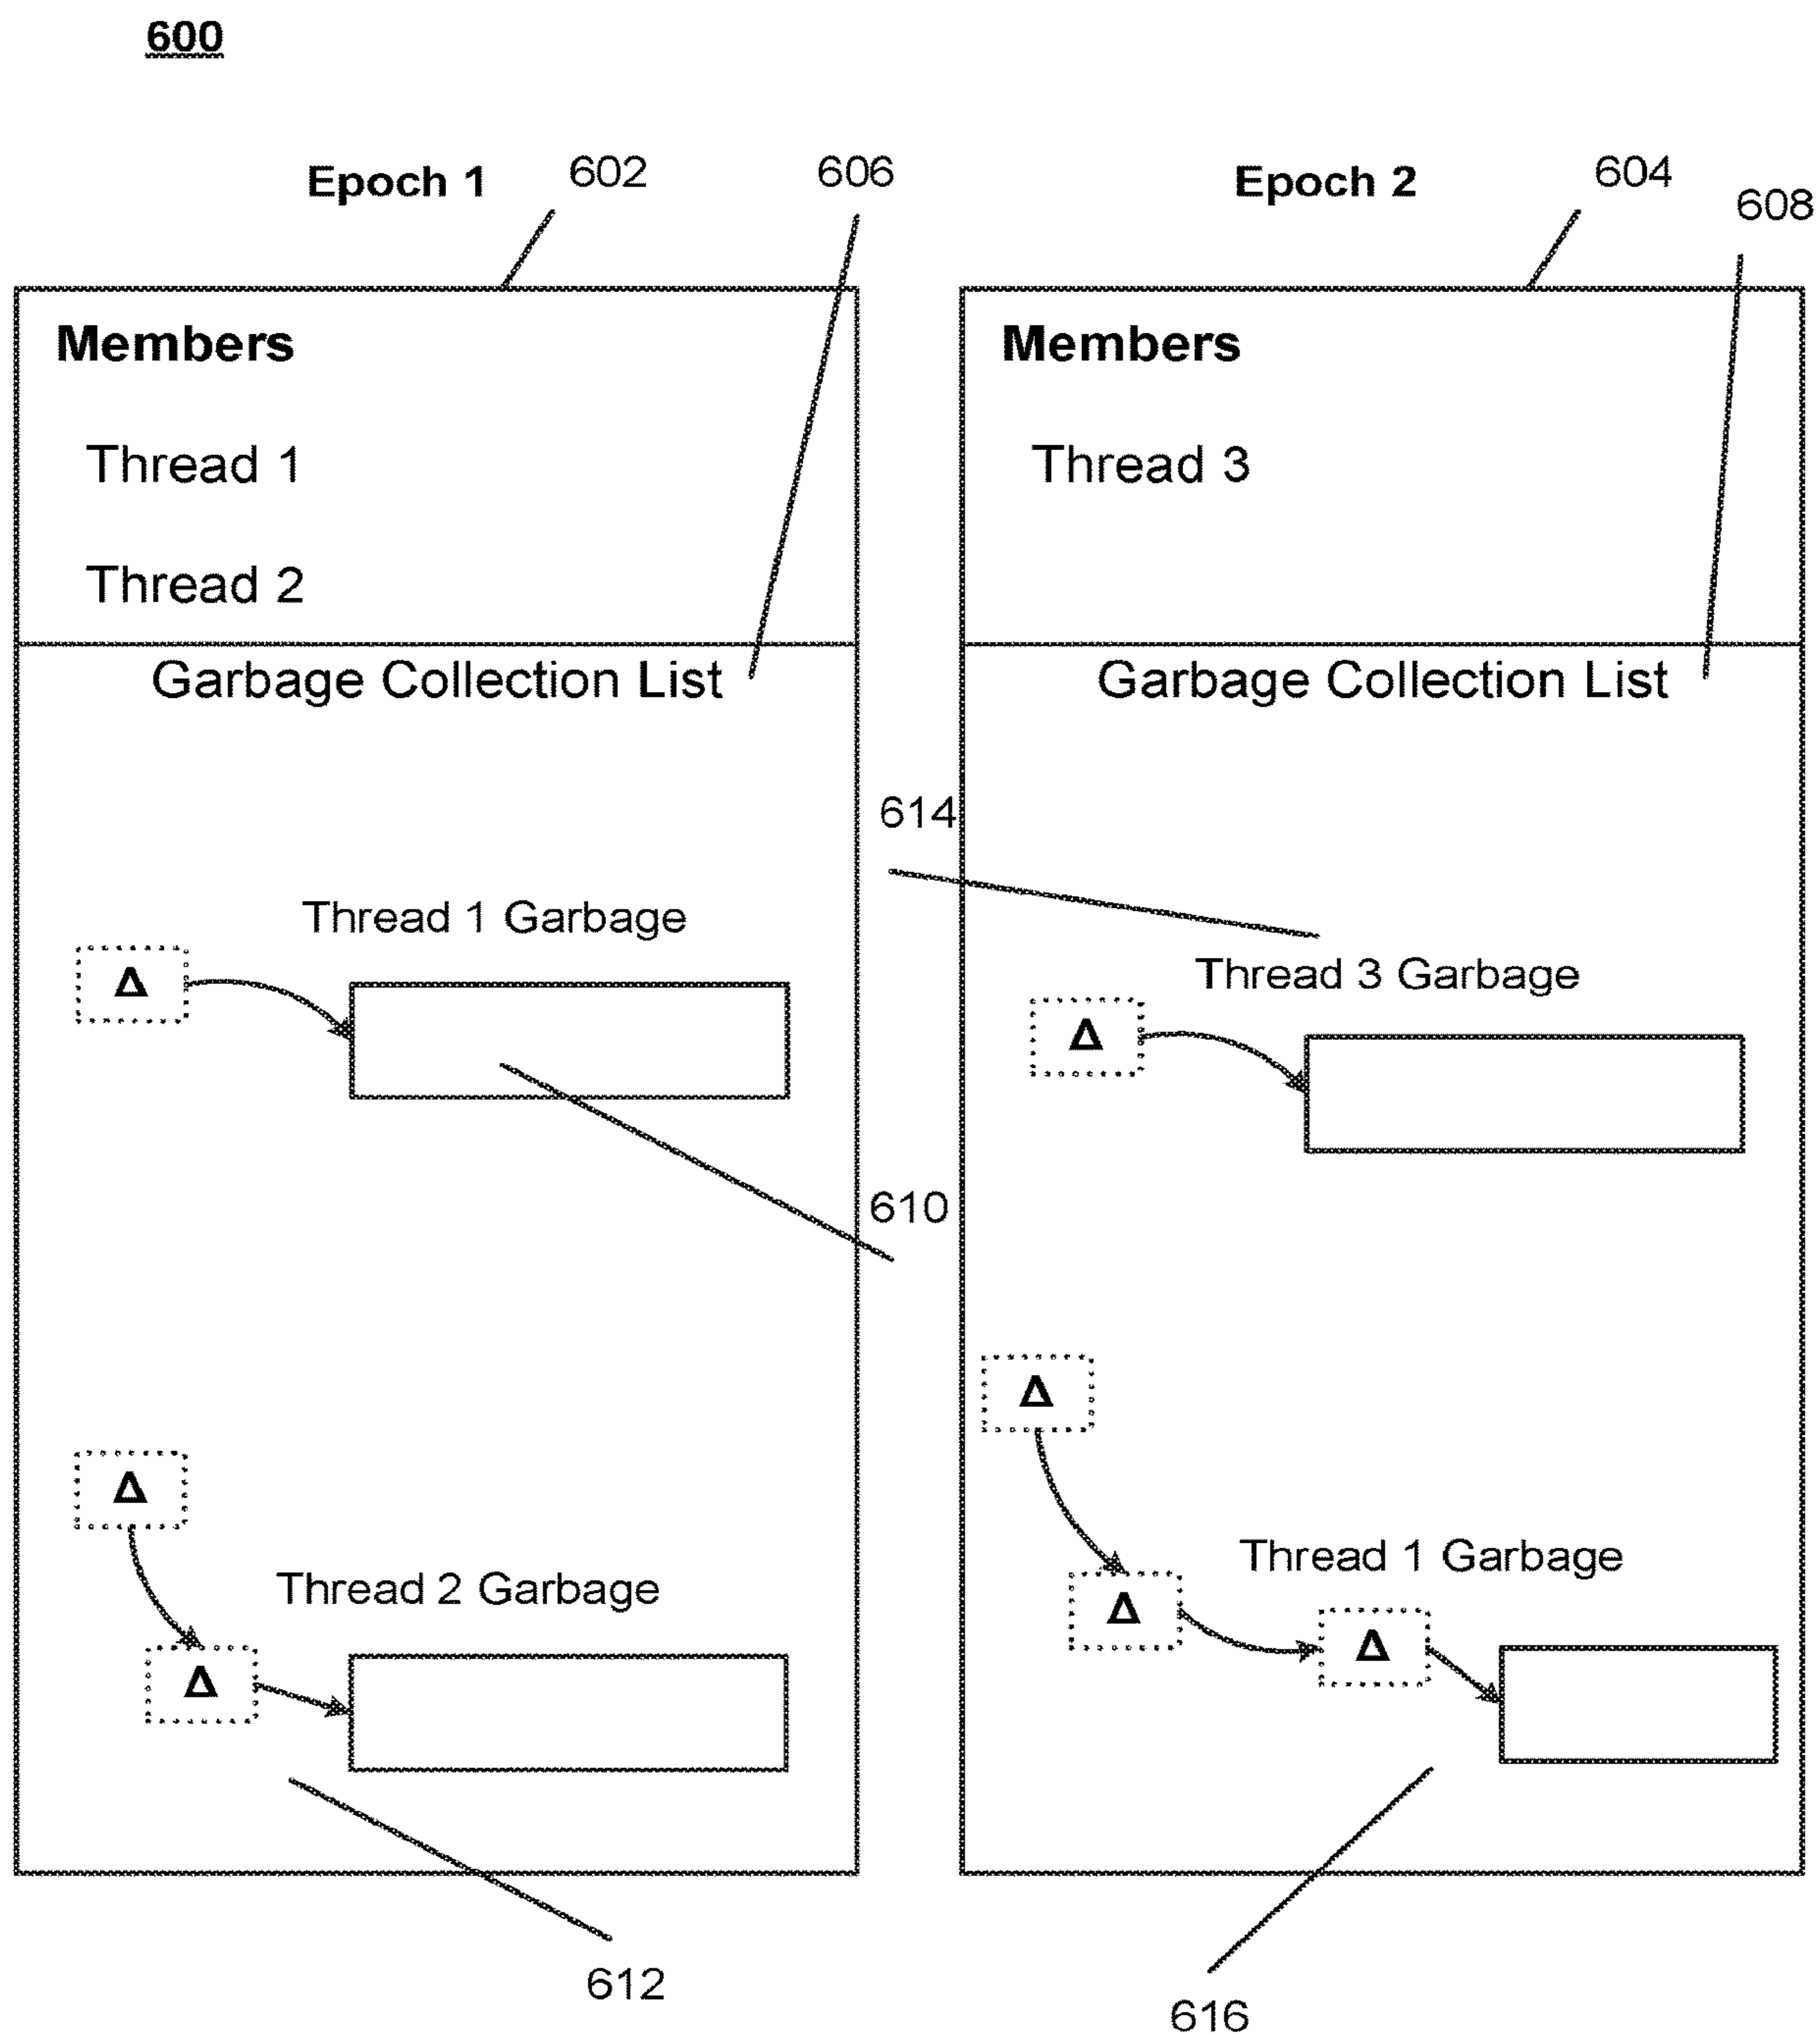 600
Epoch 1 602 606
Epoch 2 604 608
Members
Thread 1
Thread 2
Garbage Collection List
Members
Thread 3
Garbage Collection List
614
Thread 1 Garbage
Δ
Thread 3 Garbage
Δ
610
Δ
Thread 2 Garbage
Δ
Δ
Thread 1 Garbage
Δ
Δ
612
616